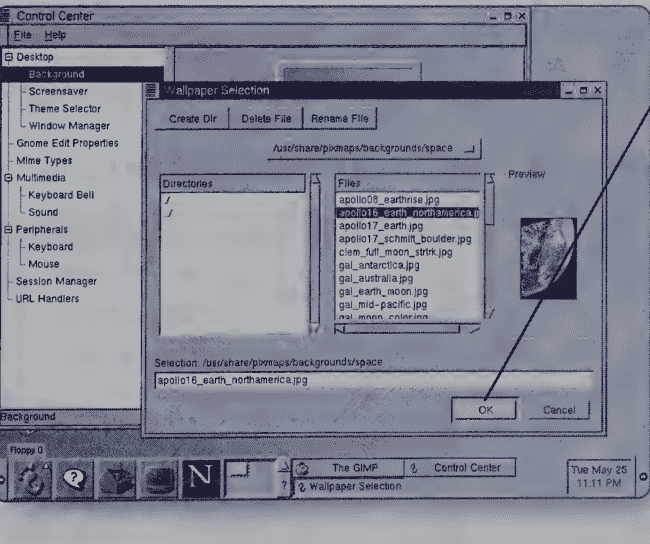 Control Center
File Help
Desktop
Background
Screensaver
Theme Selector
Window Manager
Gnome Edit Properties
Mime Types
Multimedia
Keyboard Bell
Sound
Peripherals
Keyboard
Mouse
Session Manager
URL Handlers
Background
Wallpaper Selection
Create Dir Delete File Rename File
/usr/share/pixmaps/backgrounds/space
Directories
./
../
Files
apollo08_earthrise.jpg
apollo16_earth_northamerica.jp
apollo17_earth.jpg
apollo17_schmitt_boulder.jpg
clem_full_moon_strtrk.jpg
gal_antarctica.jpg
gal_australia.jpg
gal_earth_moon.jpg
gal_mid-pacific.jpg
gal_moon_color.jpg
Preview
Selection: /usr/share/pixmaps/backgrounds/space
apollo16_earth_northamerica.jpg
OK Cancel
Floppy 0
N
?
The GIMP Control Center
Wallpaper Selection
Tue May 25
11:11 PM